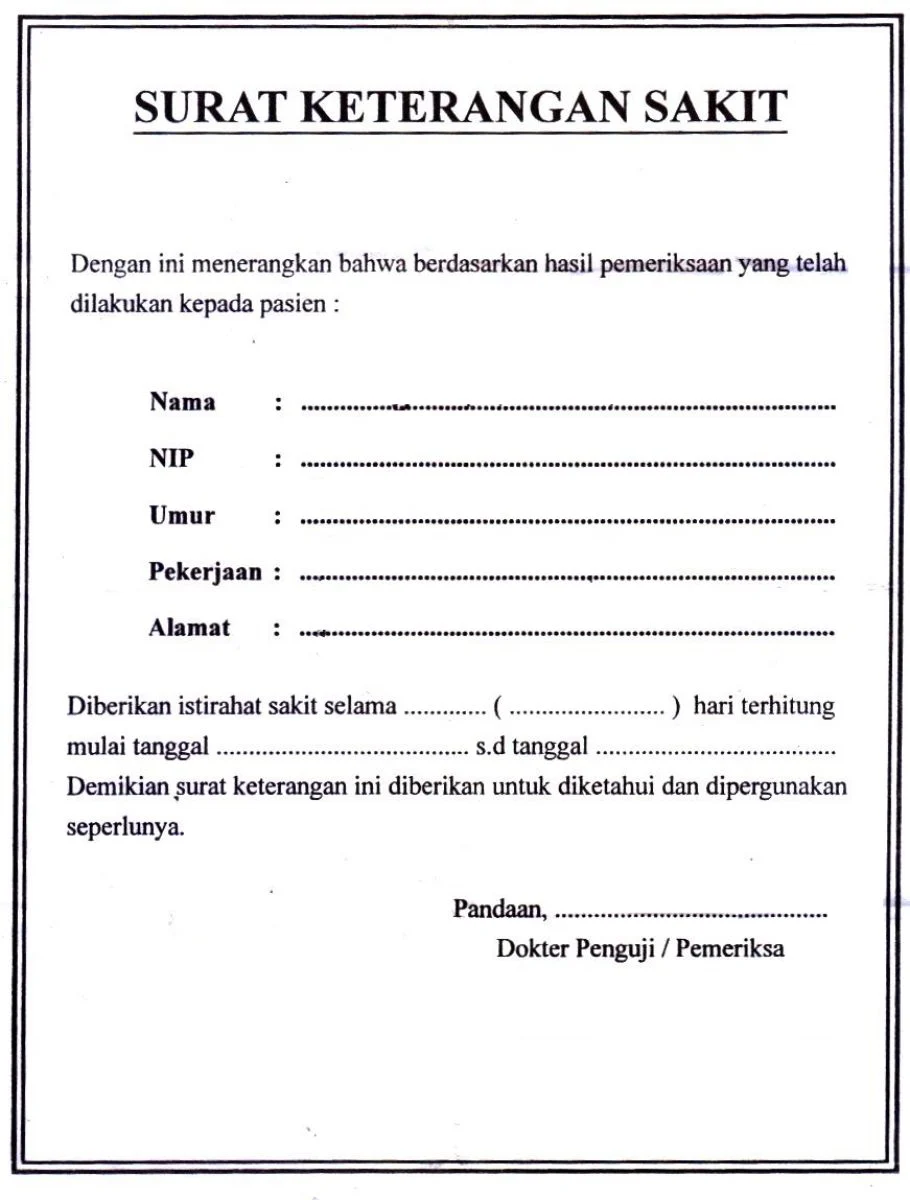 SURAT KETERANGAN SAKIT
Dengan ini menerangkan bahwa berdasarkan hasil pemeriksaan yang telah
dilakukan kepada pasien :
Nama : ................................................................................
NIP : ................................................................................
Umur : ................................................................................
Pekerjaan : ................................................................................
Alamat : ................................................................................
Diberikan istirahat sakit selama ............. ( ........................ ) hari terhitung
mulai tanggal ....................................... s.d tanggal .....................................
Demikian surat keterangan ini diberikan untuk diketahui dan dipergunakan
seperlunya.
Pandaan, ..........................................
Dokter Penguji / Pemeriksa